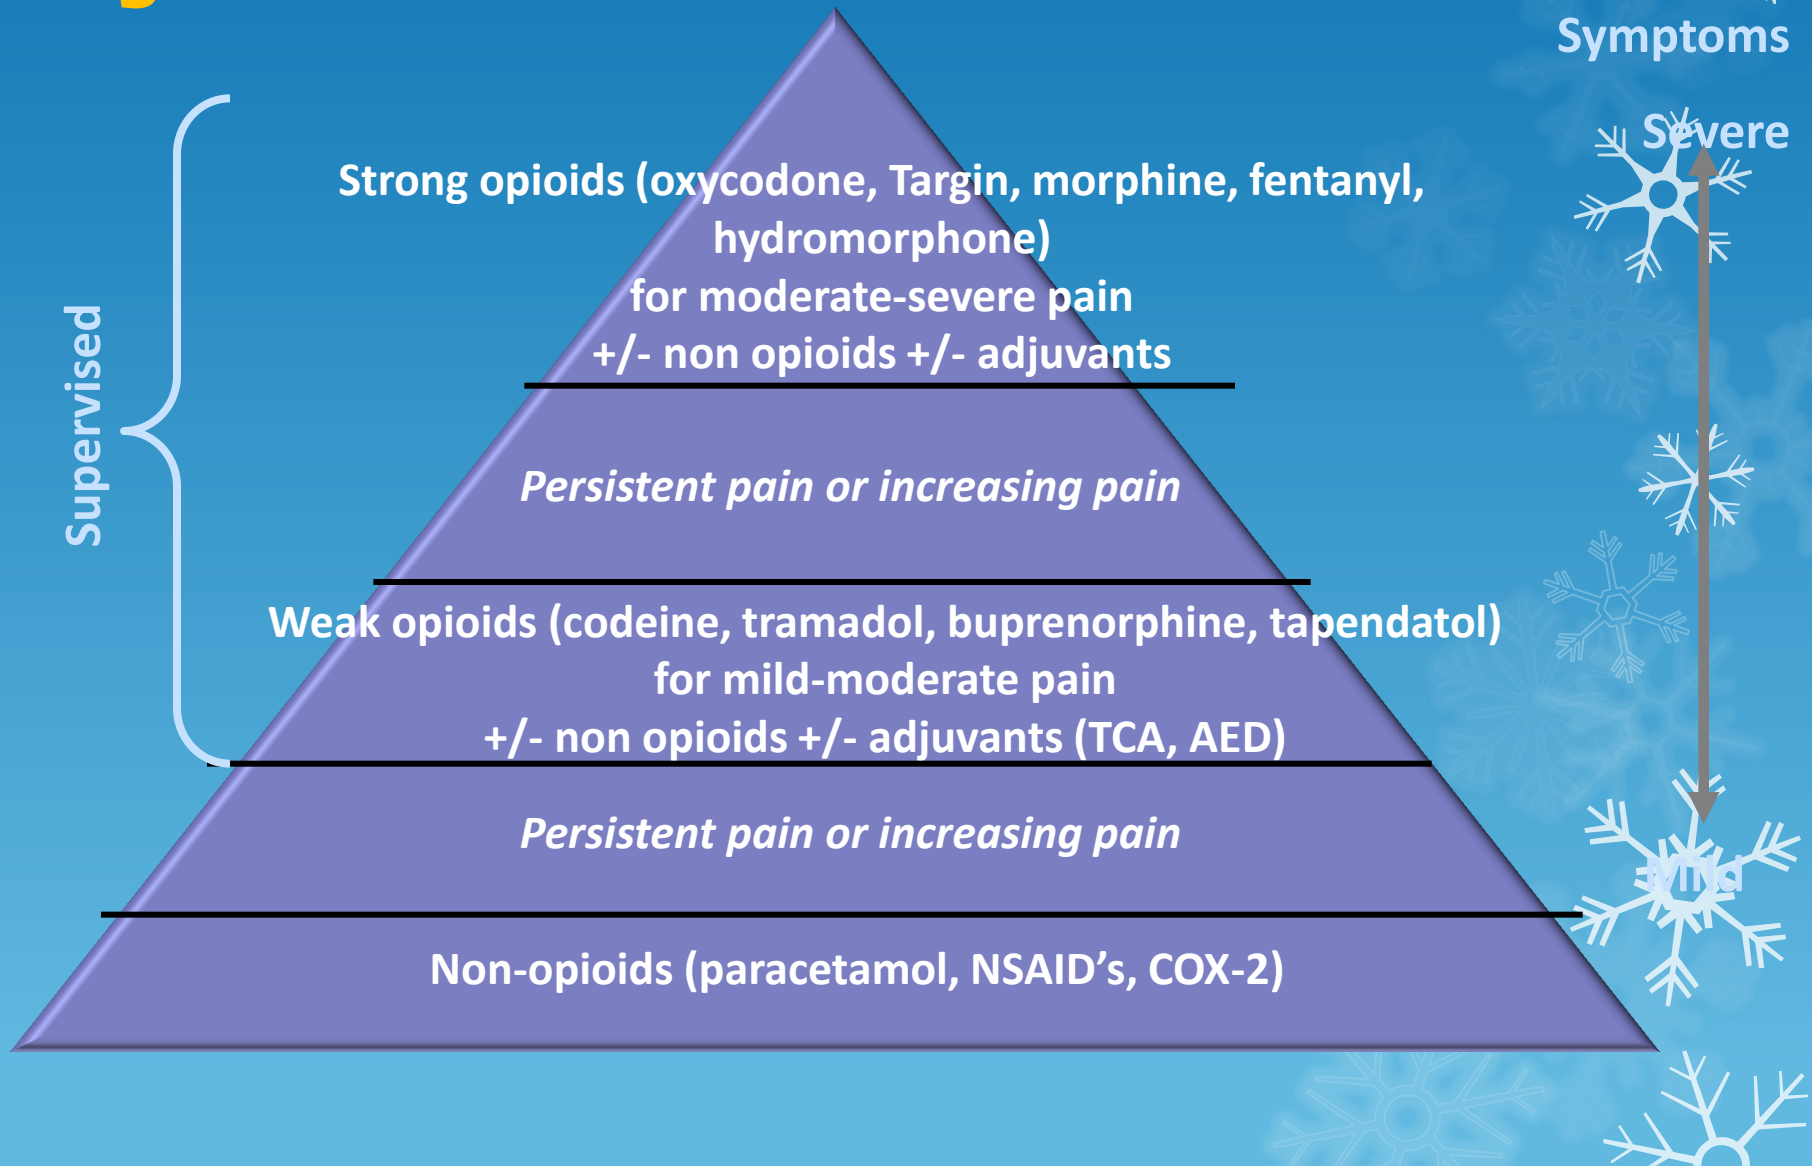 Symptoms
Severe
Strong opioids (oxycodone, Targin, morphine, fentanyl,
hydromorphone)
for moderate-severe pain
+/- non opioids +/- adjuvants
Supervised
Persistent pain or increasing pain
Weak opioids (codeine, tramadol, buprenorphine, tapendatol)
for mild-moderate pain
+/- non opioids +/- adjuvants (TCA, AED)
Persistent pain or increasing pain
Mild
Non-opioids (paracetamol, NSAID’s, COX-2)